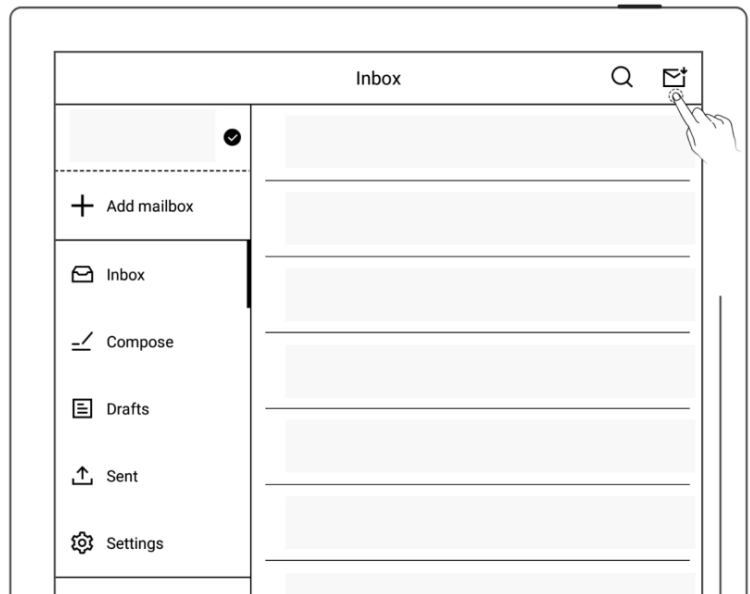 Inbox
Add mailbox
Inbox
Compose
Drafts
Sent
Settings